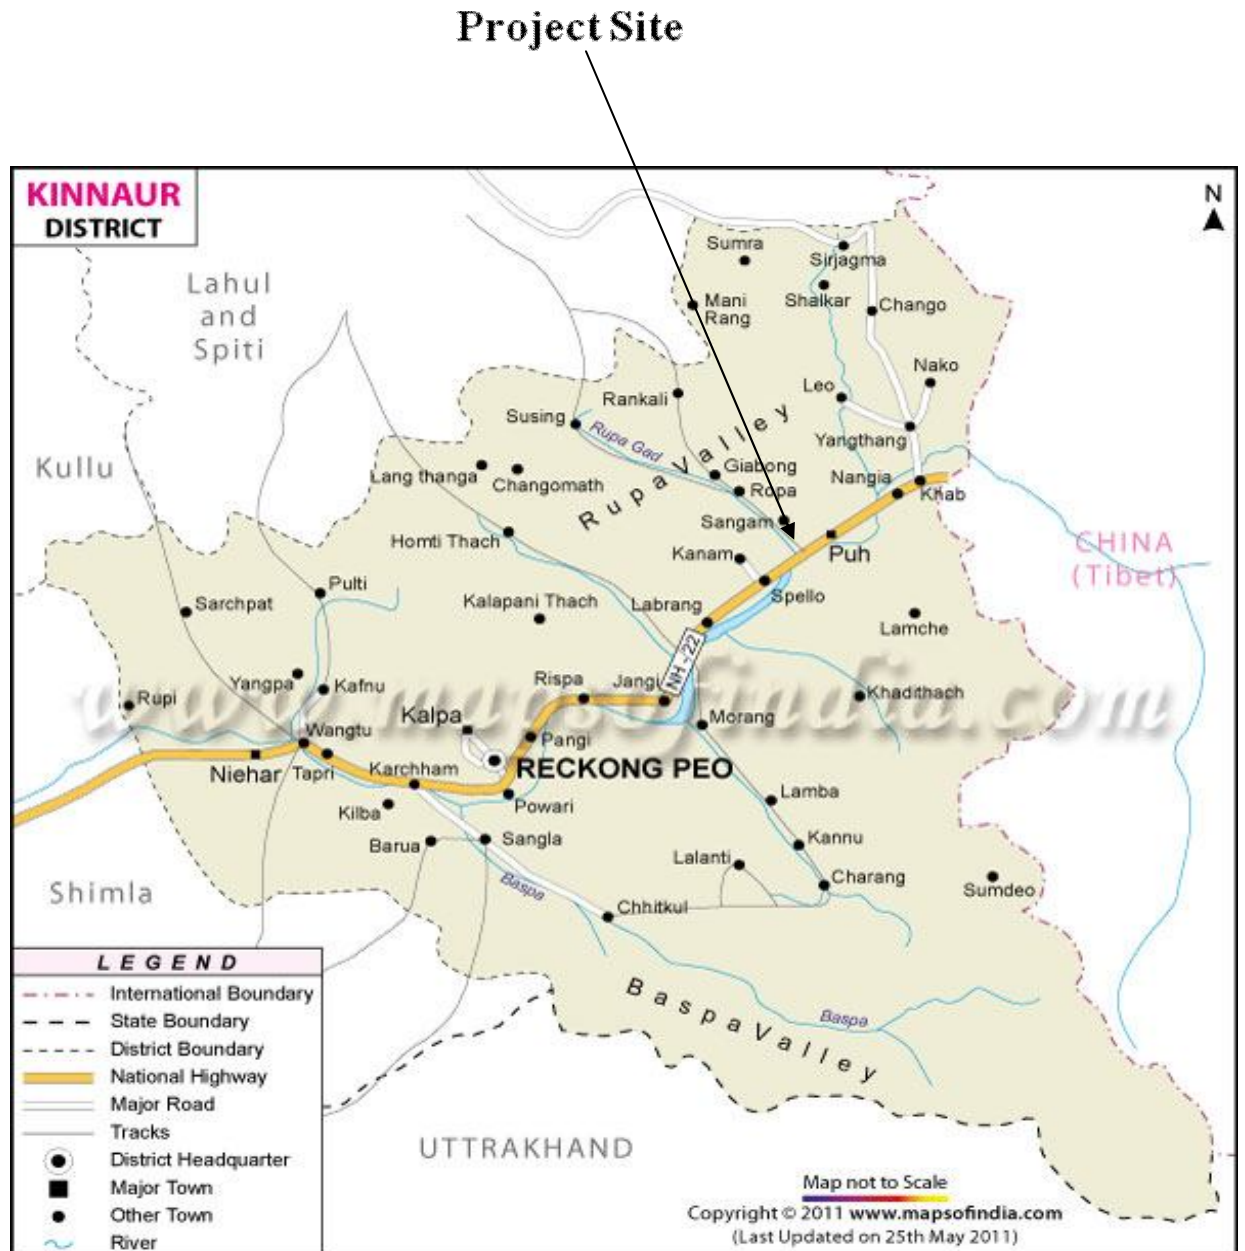 Project Site
KINNAUR
DISTRICT
N
Lahul
and
Spiti
Sumra
Sirjagma
Mani
Rang
Shalkar
Chango
Nako
Leo
Rankali
Susing
Yangthang
Rupa Gad
Rupa Valley
Kullu
Lang thanga
Changomath
Giabong
Ropa
Nangia
Khab
Sangam
Homti Thach
Kanam
Puh
CHINA
(Tibet)
Pulti
Sarchpat
Kalapani Thach
Labrang
Spello
Lamche
NH - 22
Yangpa
Kafnu
Rispa
Jangi
Khadithach
Rupi
www.mapsofindia.com
Kalpa
Morang
Wangtu
Pangi
Niehar
Tapri
Karchham
RECKONG PEO
Kilba
Powari
Lamba
Barua
Sangla
Kannu
Lalanti
Charang
Sumdeo
Shimla
Baspa
Chhitkul
Baspa Valley
Baspa
LEGEND
International Boundary
State Boundary
District Boundary
National Highway
Major Road
Tracks
District Headquarter
Major Town
Other Town
River
UTTRAKHAND
Map not to Scale
Copyright © 2011 www.mapsofindia.com
(Last Updated on 25th May 2011)